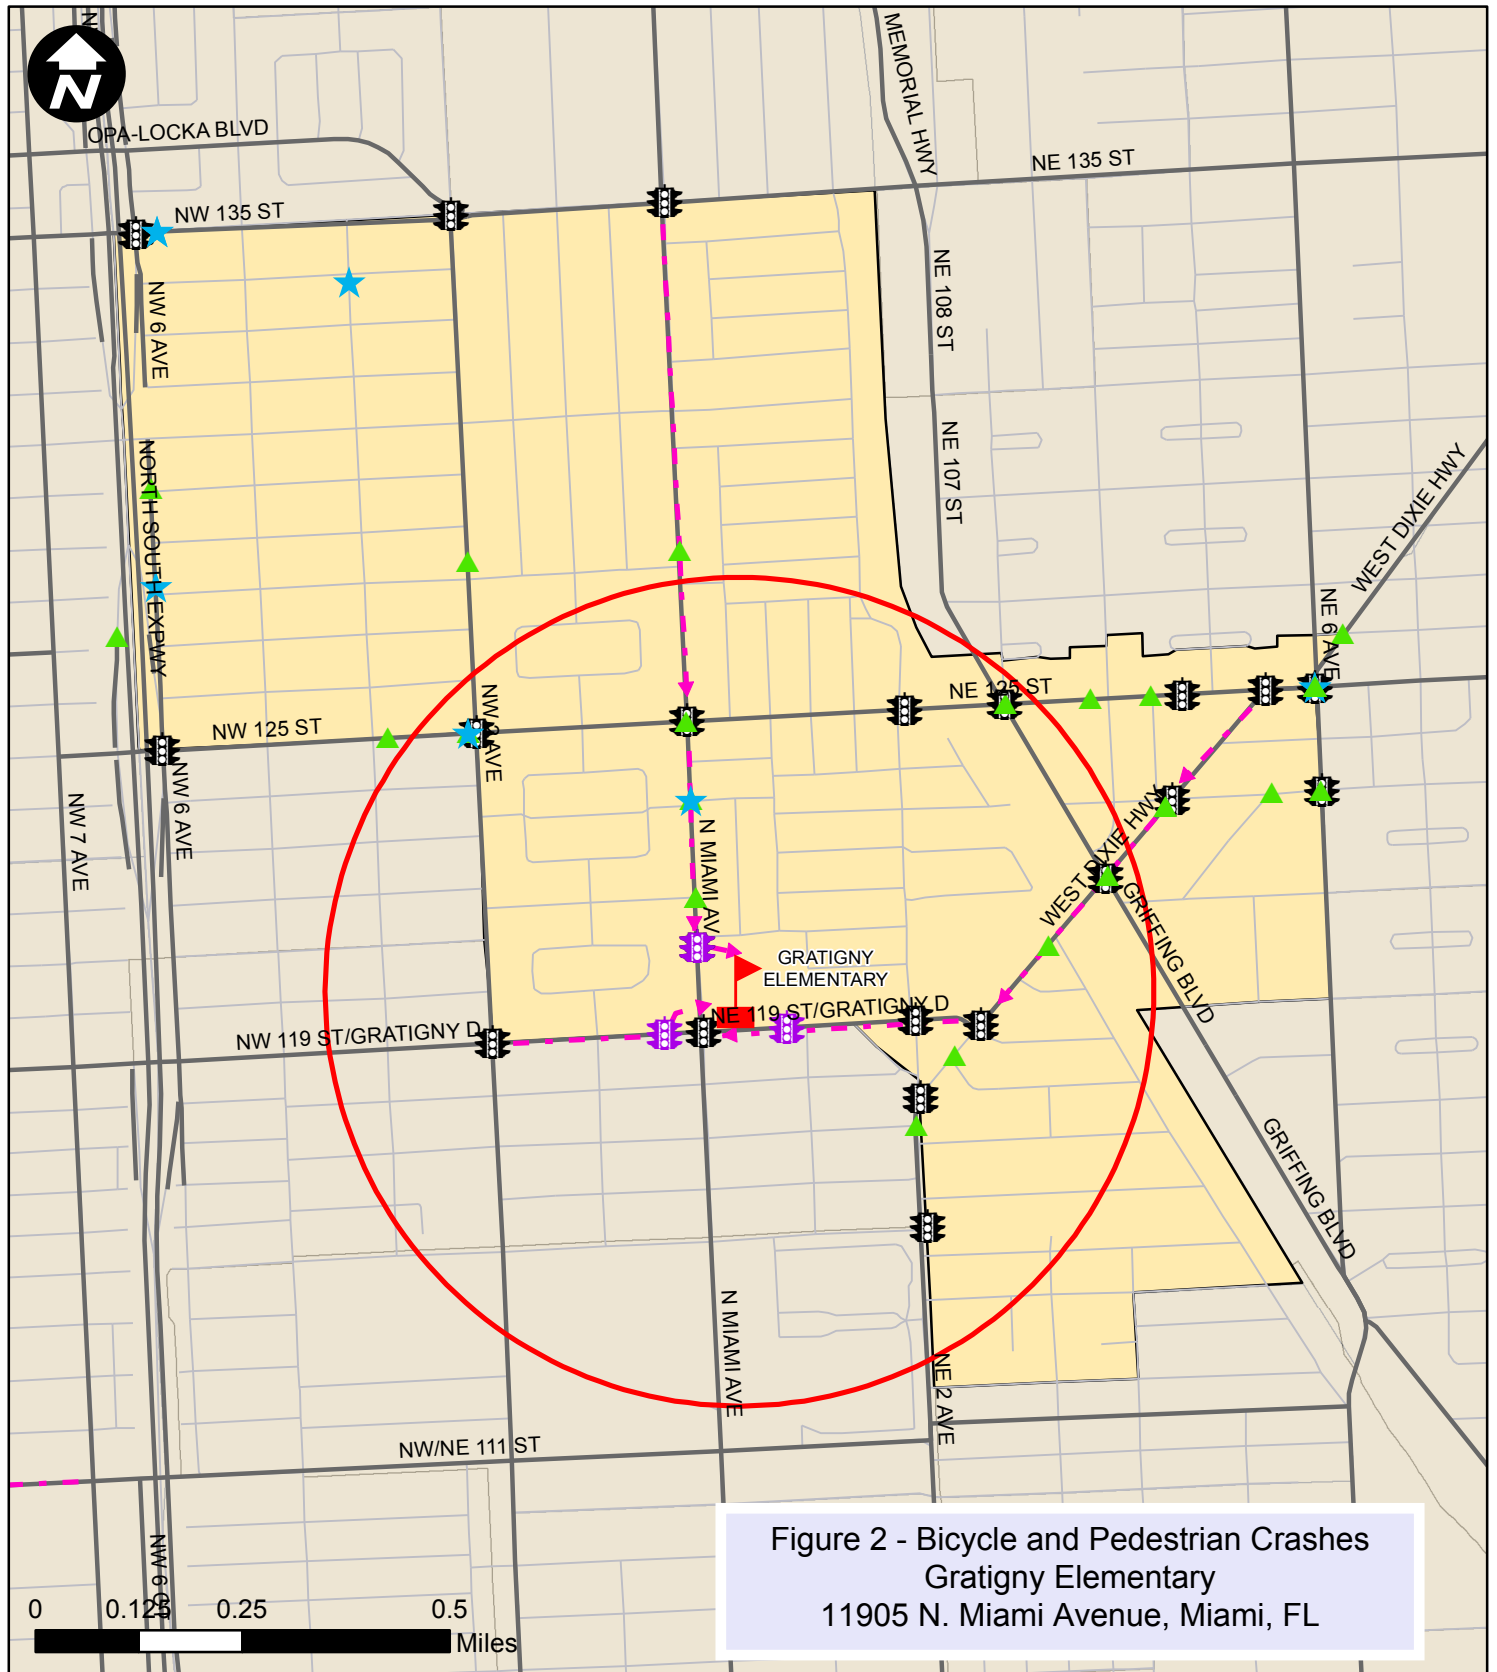 N
N
MEMORIAL HWY
OPA-LOCKA BLVD
NE 135 ST
NW 135 ST
NW 6 AVE
NE 108 ST
NE 107 ST
NORTH SOUTH EXPWY
WEST DIXIE HWY
NE 6 AVE
NE 125 ST
NW 125 ST
NW 6 AVE
NW 7 AVE
N MIAMI AV
WEST DIXIE HWY
GRIFFING BLVD
GRATIGNY
ELEMENTARY
NE 119 ST/GRATIGNY D
NW 119 ST/GRATIGNY D
GRIFFING BLVD
N MIAMI AVE
NE 2 AVE
NW/NE 111 ST
0 0.125 0.25 0.5
Miles
Figure 2 - Bicycle and Pedestrian Crashes
Gratigny Elementary
11905 N. Miami Avenue, Miami, FL